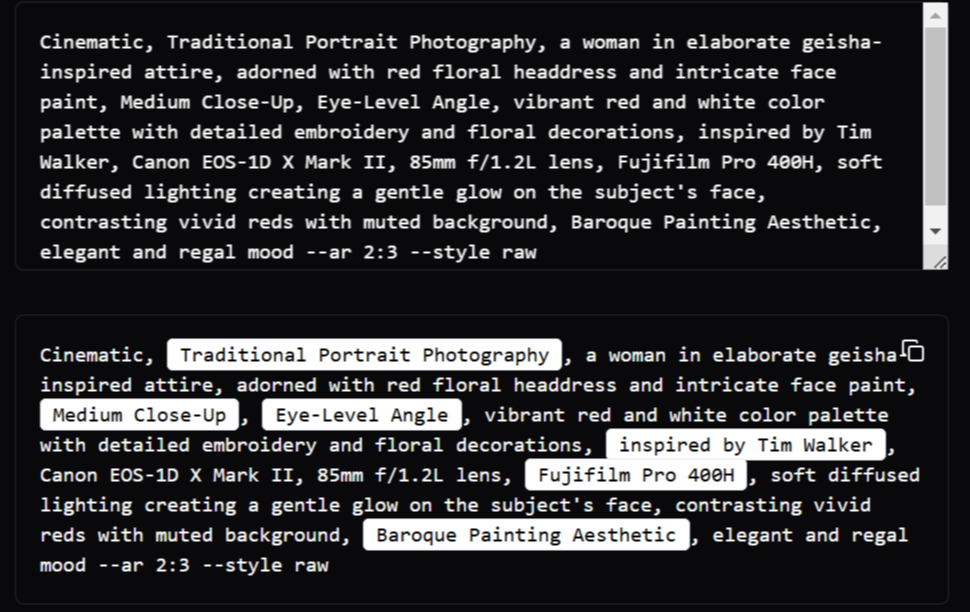 Cinematic, Traditional Portrait Photography, a woman in elaborate geisha-
inspired attire, adorned with red floral headdress and intricate face
paint, Medium Close-Up, Eye-Level Angle, vibrant red and white color
palette with detailed embroidery and floral decorations, inspired by Tim
Walker, Canon EOS-1D X Mark II, 85mm f/1.2L lens, Fujifilm Pro 400H, soft
diffused lighting creating a gentle glow on the subject's face,
contrasting vivid reds with muted background, Baroque Painting Aesthetic,
elegant and regal mood --ar 2:3 --style raw
Cinematic, Traditional Portrait Photography, a woman in elaborate geisha-
inspired attire, adorned with red floral headdress and intricate face paint,
Medium Close-Up, Eye-Level Angle, vibrant red and white color palette
with detailed embroidery and floral decorations, inspired by Tim Walker,
Canon EOS-1D X Mark II, 85mm f/1.2L lens, Fujifilm Pro 400H, soft diffused
lighting creating a gentle glow on the subject's face, contrasting vivid
reds with muted background, Baroque Painting Aesthetic, elegant and regal
mood --ar 2:3 --style raw